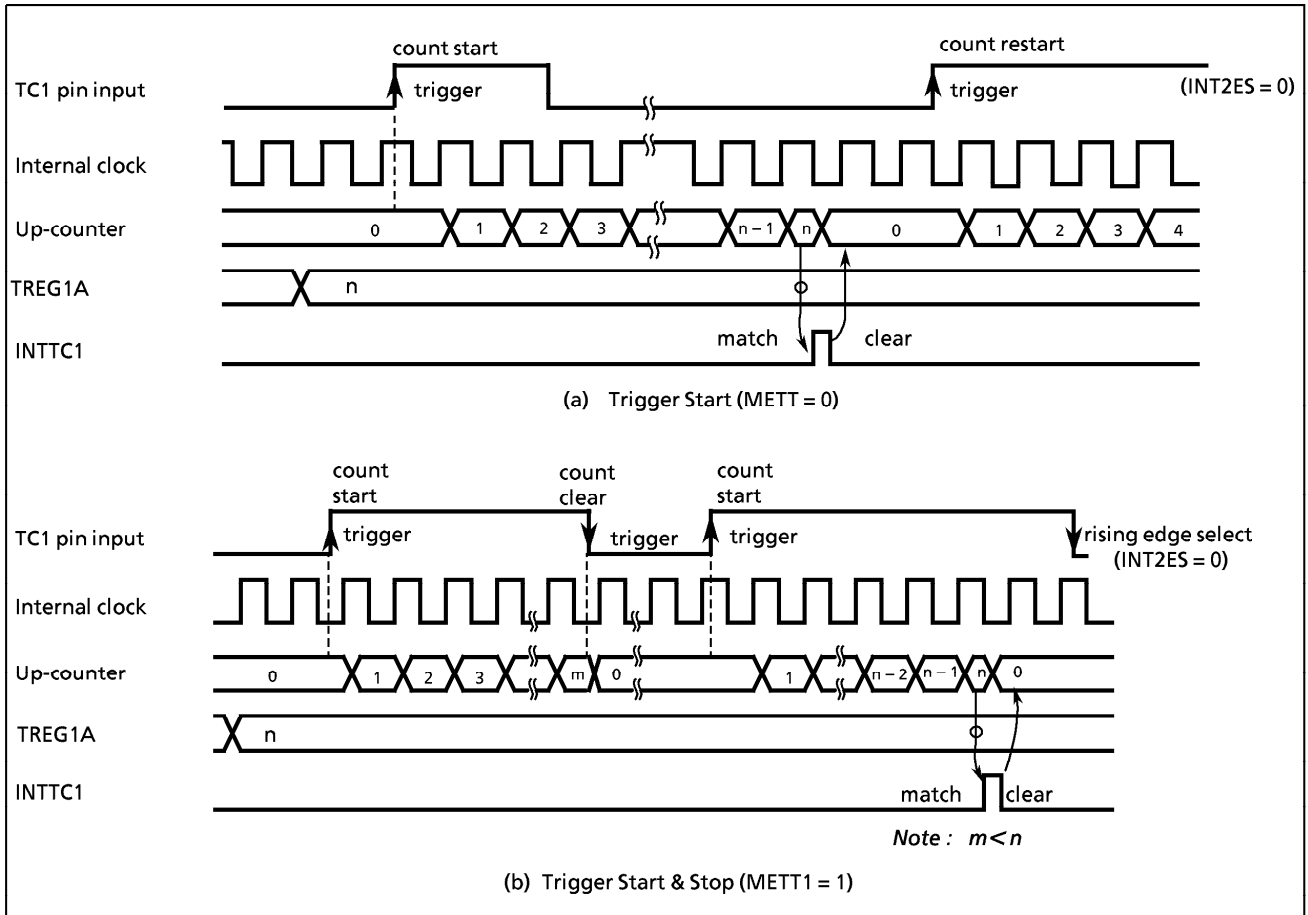 count start
count restart
TC1 pin input
trigger
trigger
(INT2ES = 0)
Internal clock
Up-counter
0
1
2
3
n – 1
n
0
1
2
3
4
TREG1A
n
INTTC1
match
clear
(a) Trigger Start (METT = 0)
count
start
count
clear
count
start
TC1 pin input
trigger
trigger
trigger
rising edge select
(INT2ES = 0)
Internal clock
Up-counter
0
1
2
3
m
0
1
n – 2
n – 1
n
0
TREG1A
n
INTTC1
match
clear
Note : m < n
(b) Trigger Start & Stop (METT1 = 1)